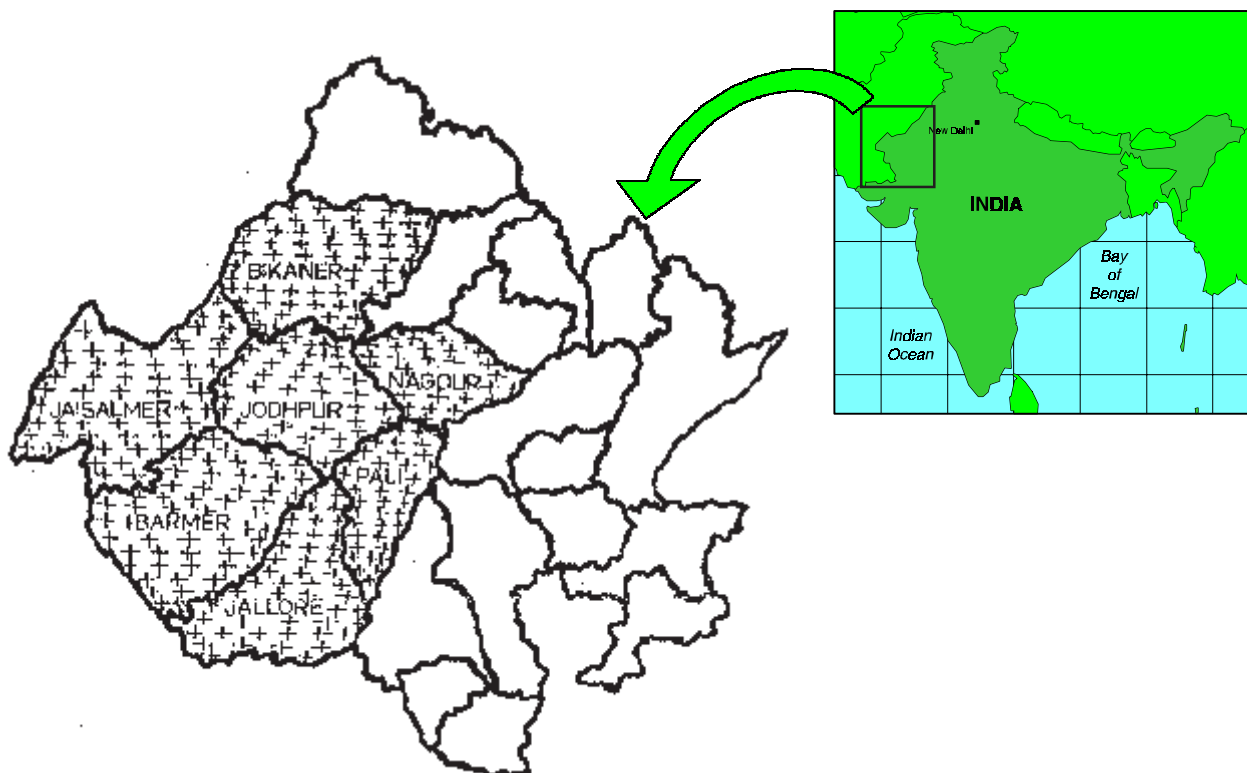 New Delhi
INDIA
Bay
of
Bengal
Indian
Ocean
BIKANER
NAGOUR
JAISALMER
JODHPUR
PALI
BARMER
JALLORE